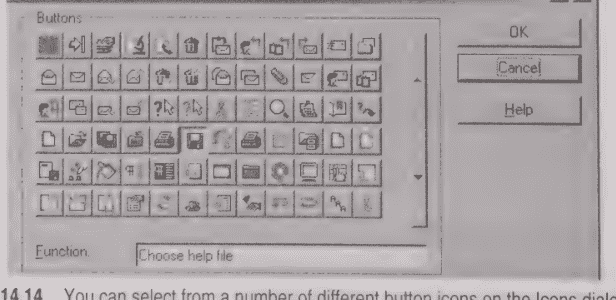 Buttons
OK
Cancel
Help
Function:
Choose help file
14.14 You can select from a number of different button icons on the Icons